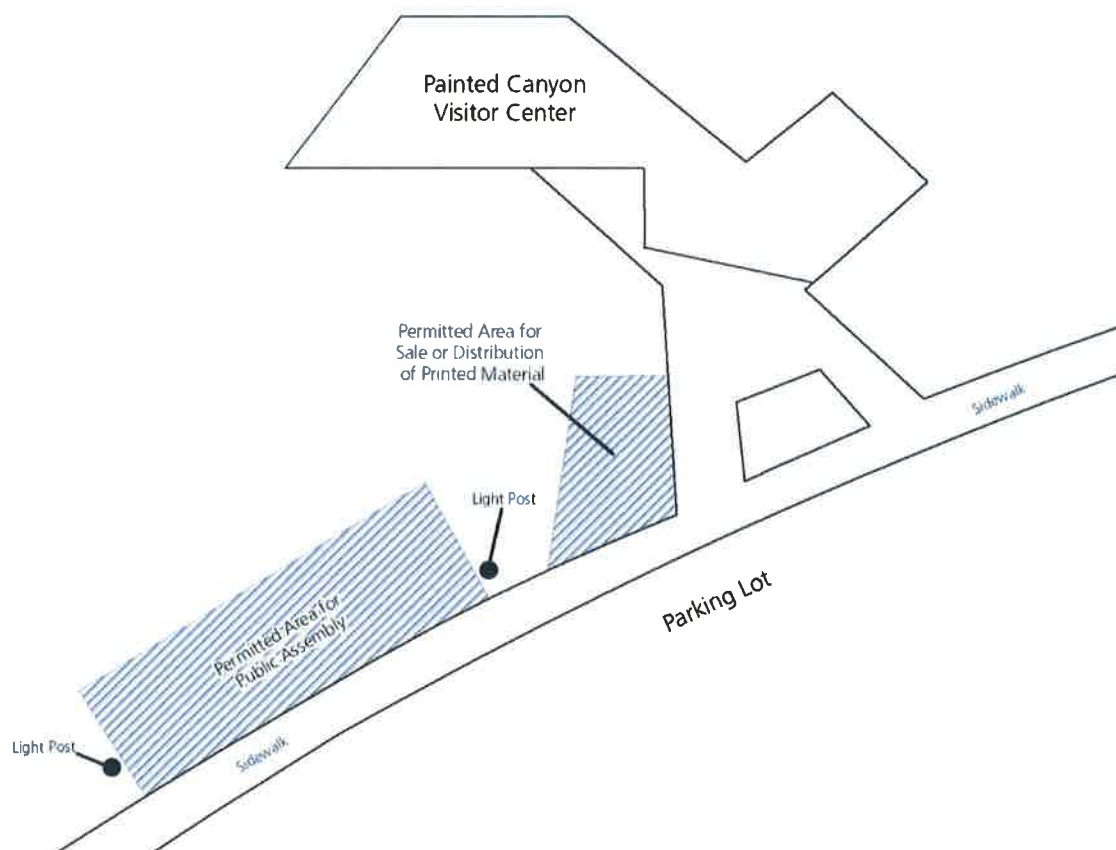 Painted Canyon
Visitor Center
Permitted Area for
Sale or Distribution
of Printed Material
Sidewalk
Light Post
Parking Lot
Permitted Area for
Public Assembly
Light Post
Sidewalk